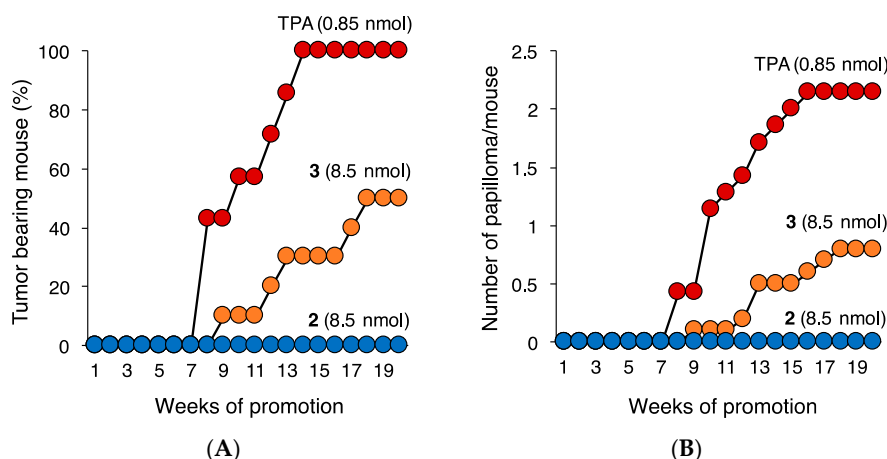 TPA (0.85 nmol)
100
80
60
40
20
0
Tumor bearing mouse (%)
3 (8.5 nmol)
2 (8.5 nmol)
1 3 5 7 9 11 13 15 17 19
Weeks of promotion
(A)
2.5
2
1.5
1
0.5
0
Number of papilloma/mouse
TPA (0.85 nmol)
3 (8.5 nmol)
2 (8.5 nmol)
1 3 5 7 9 11 13 15 17 19
Weeks of promotion
(B)